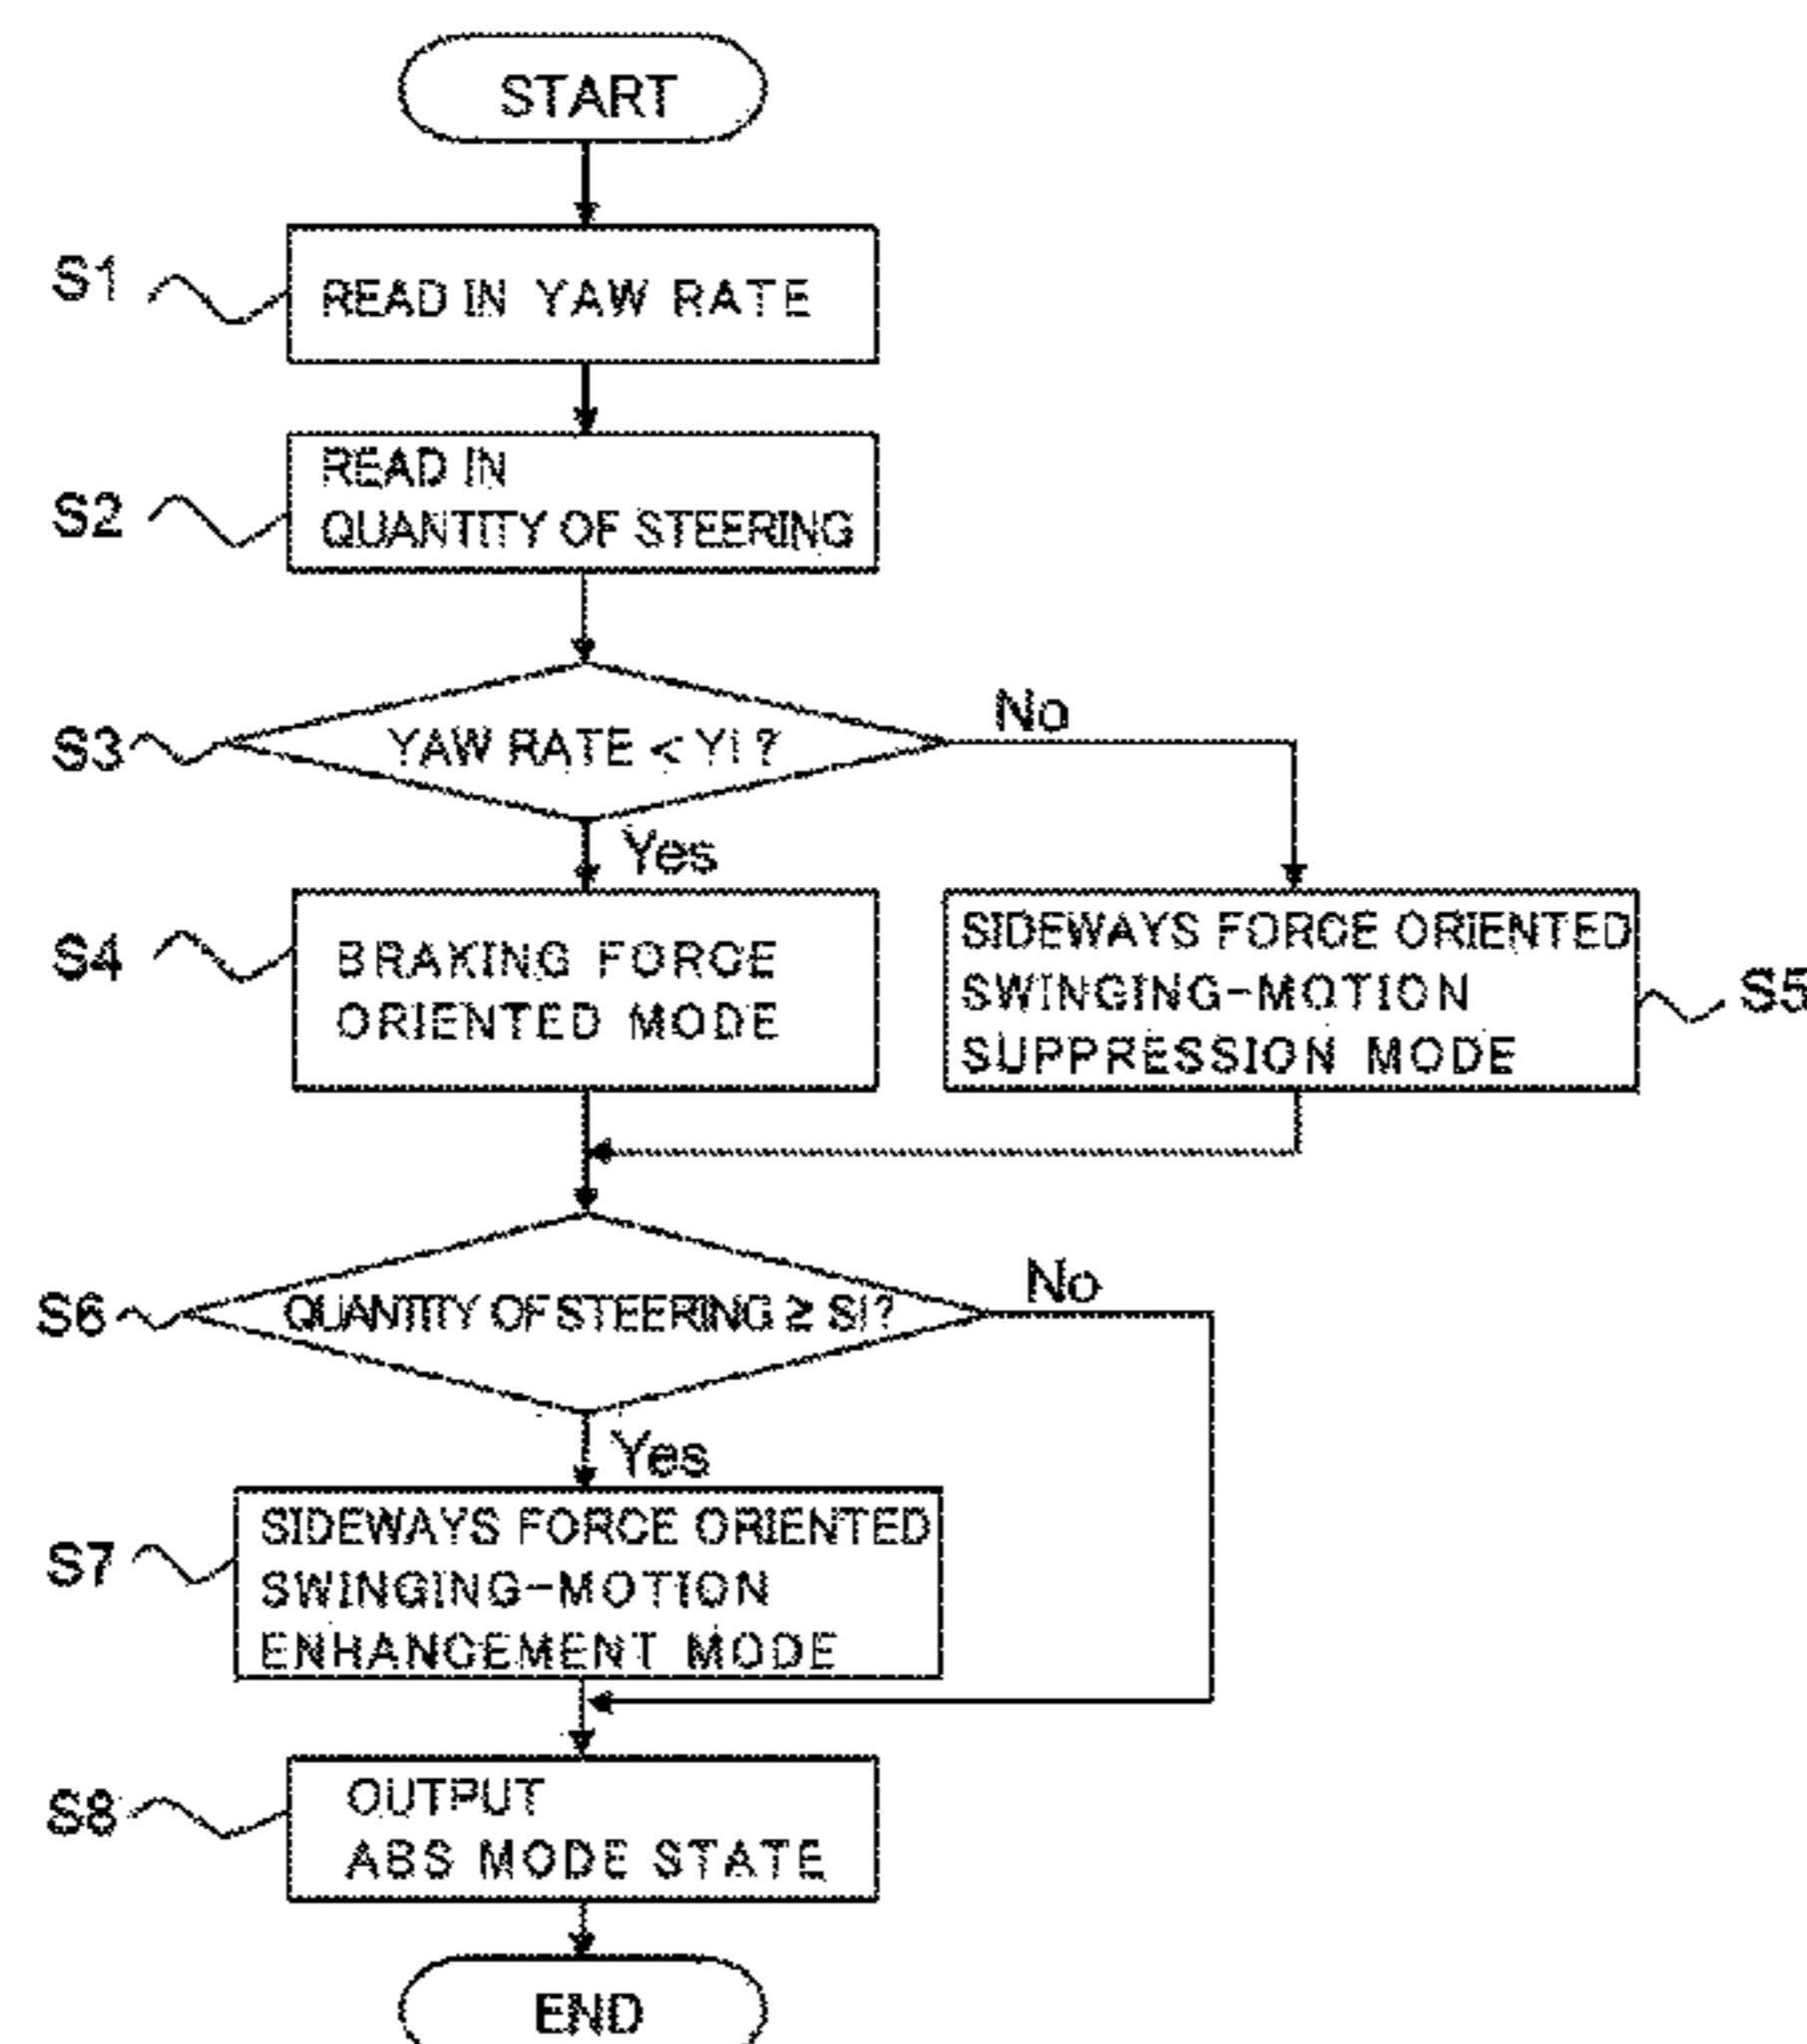 START
S1
READ IN YAW RATE
S2
READ IN
QUANTITY OF STEERING
S3
YAW RATE < YI ?
No
Yes
S4
BRAKING FORCE
ORIENTED MODE
SIDEWAYS FORCE ORIENTED
SWINGING-MOTION
SUPPRESSION MODE
S5
S6
QUANTITY OF STEERING ≥ SI?
No
Yes
S7
SIDEWAYS FORCE ORIENTED
SWINGING-MOTION
ENHANCEMENT MODE
S8
OUTPUT
ABS MODE STATE
END